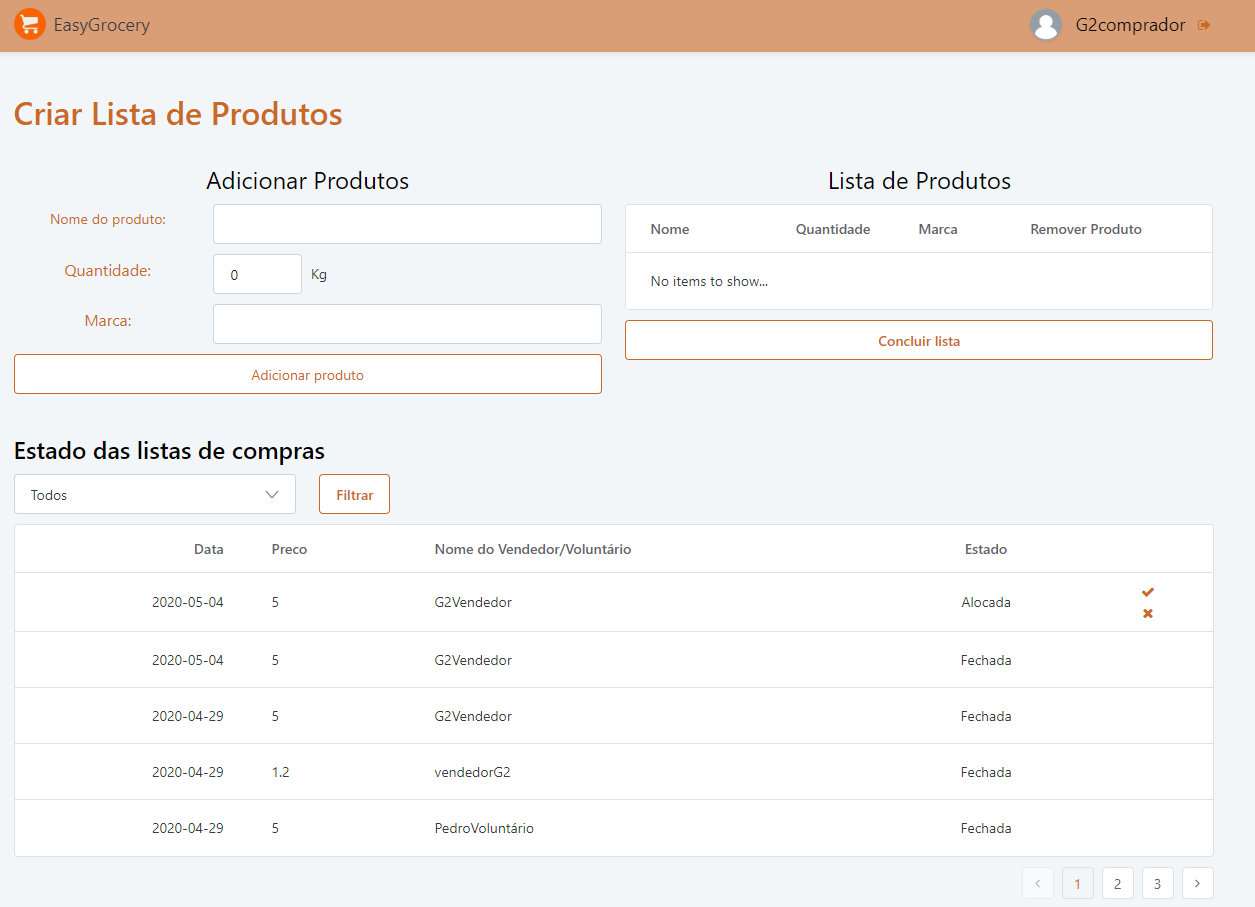 EasyGrocery
G2comprador
Criar Lista de Produtos
Adicionar Produtos
Nome do produto:
Quantidade:
0
Kg
Marca:
Adicionar produto
Lista de Produtos
Nome Quantidade Marca Remover Produto
No items to show...
Concluir lista
Estado das listas de compras
Todos
Filtrar
Data Preco Nome do Vendedor/Voluntário Estado
2020-05-04 5 G2Vendedor Alocada
2020-05-04 5 G2Vendedor Fechada
2020-04-29 5 G2Vendedor Fechada
2020-04-29 1.2 vendedorG2 Fechada
2020-04-29 5 PedroVoluntário Fechada
1 2 3